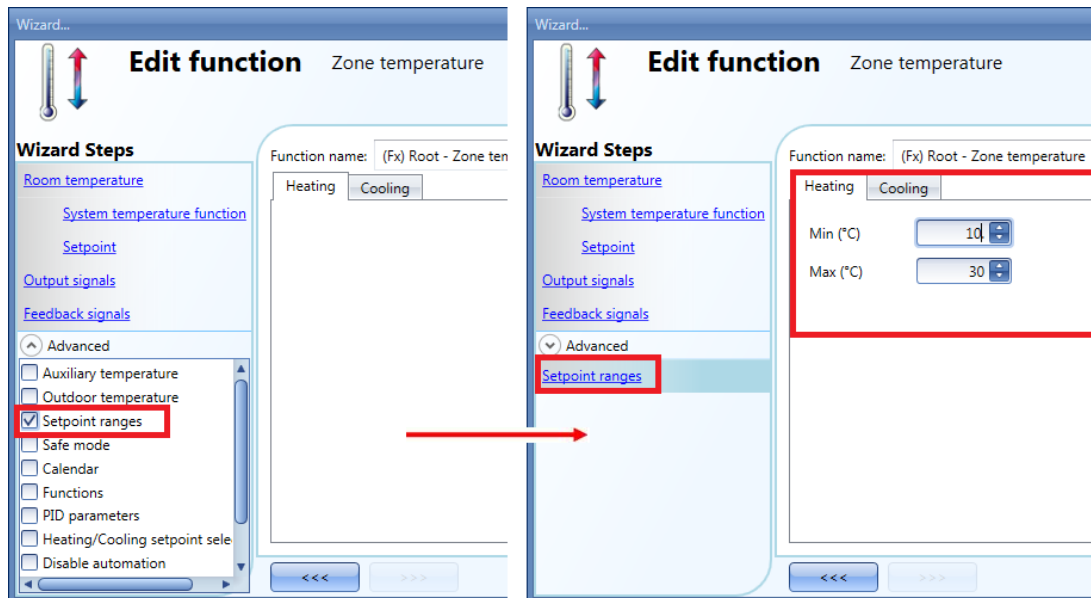 Wizard...
Edit function Zone temperature
Wizard Steps
Function name: (Fx) Root - Zone ten
Room temperature
Heating Cooling
System temperature function
Setpoint
Output signals
Feedback signals
Advanced
Auxiliary temperature
Outdoor temperature
Setpoint ranges
Safe mode
Calendar
Functions
PID parameters
Heating/Cooling setpoint sele
Disable automation
<<< >>>
Wizard...
Edit function Zone temperature
Wizard Steps
Function name: (Fx) Root - Zone temperature
Room temperature
Heating Cooling
System temperature function
Min (°C) 10
Setpoint
Max (°C) 30
Output signals
Feedback signals
Advanced
Setpoint ranges
<<< >>>